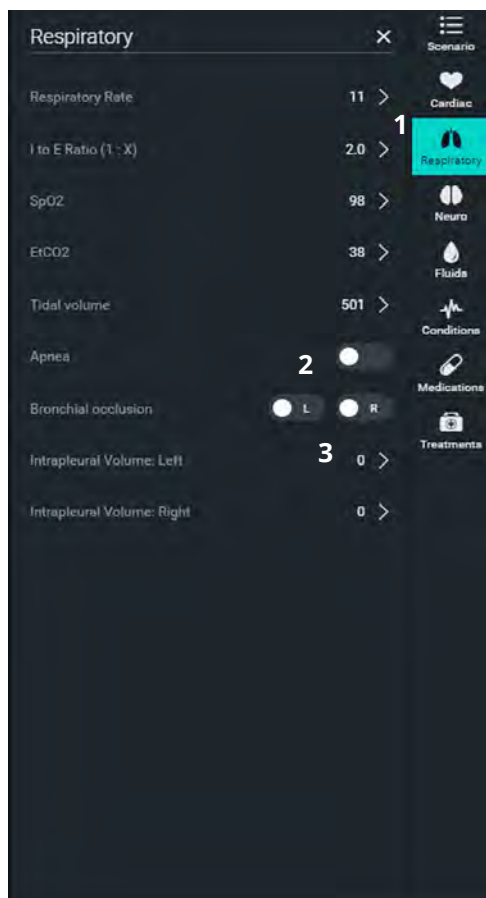 Respiratory
Respiratory Rate 11
I to E Ratio (1 : X) 2.0
SpO2 98
EtCO2 38
Tidal volume 501
Apnea 2
Bronchial occlusion L R
Intrapleural Volume: Left 3 0
Intrapleural Volume: Right 0
Scenario
Cardiac
1
Respiratory
Neuro
Fluids
Conditions
Medications
Treatments